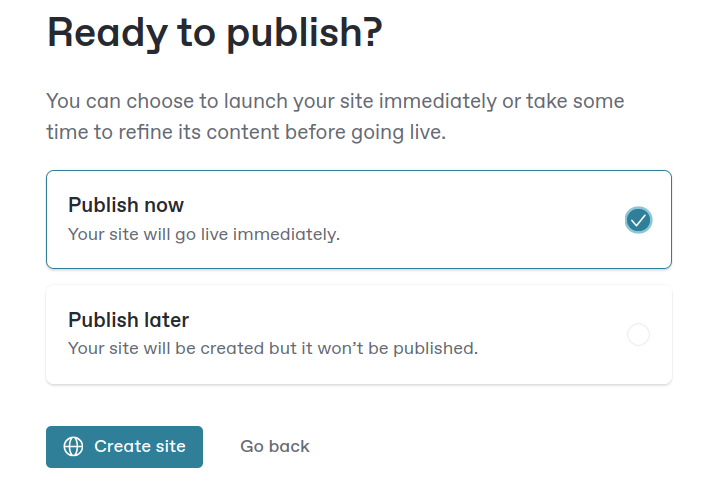 Ready to publish?
You can choose to launch your site immediately or take some
time to refine its content before going live.
Publish now
Your site will go live immediately.
Publish later
Your site will be created but it won’t be published.
Create site
Go back